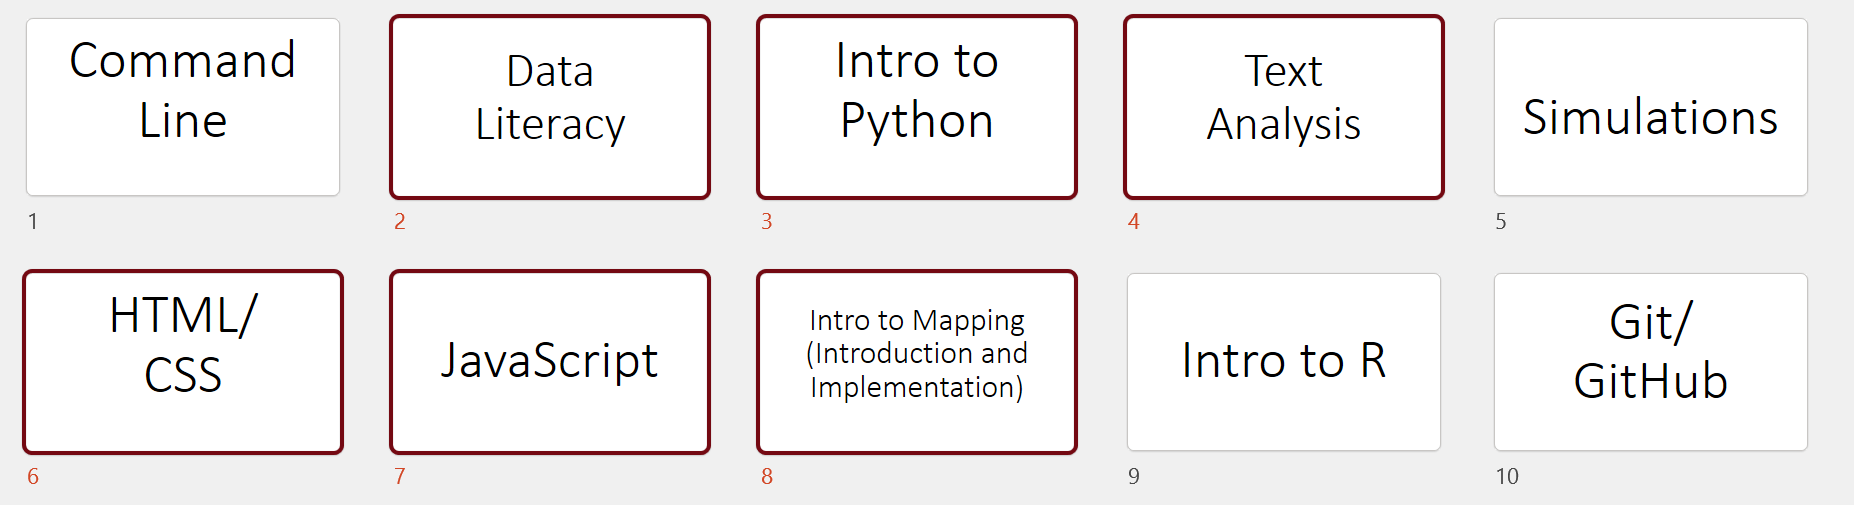 Command
Line
1
Data
Literacy
2
Intro to
Python
3
Text
Analysis
4
Simulations
5
HTML/
CSS
6
JavaScript
7
Intro to Mapping
(Introduction and
Implementation)
8
Intro to R
9
Git/
GitHub
10